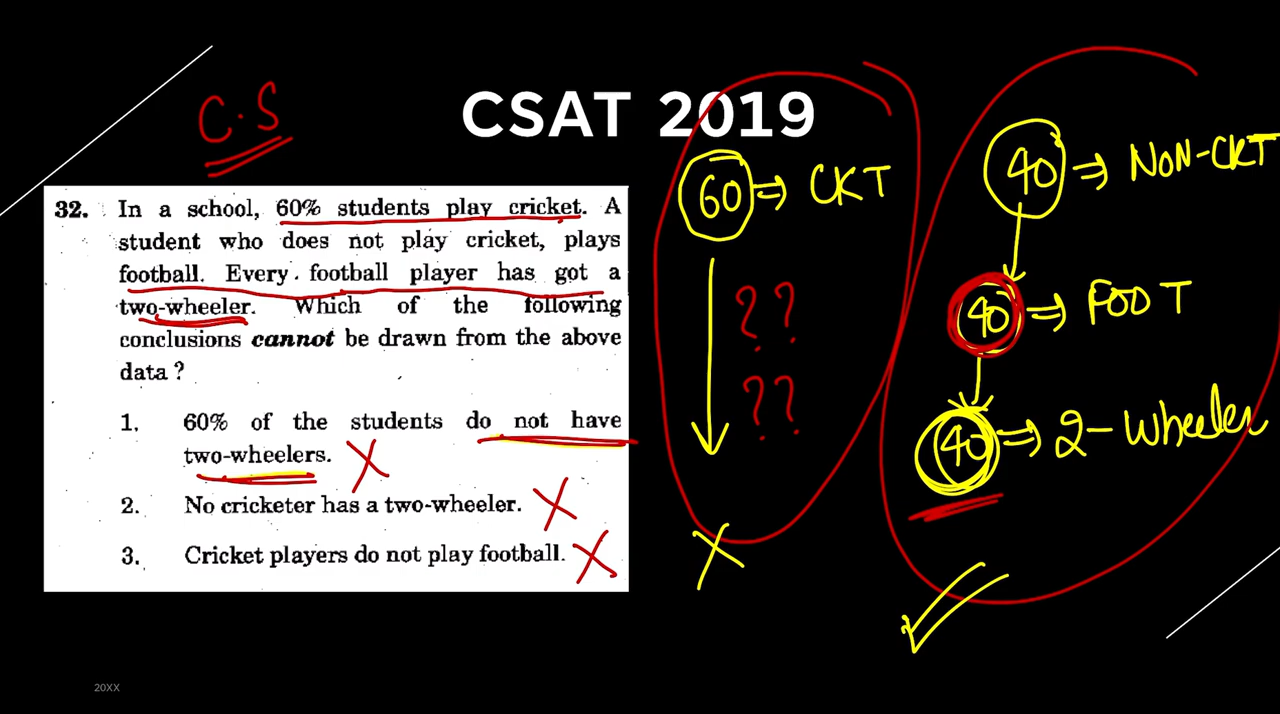 C.S
CSAT 2019
32. In a school, 60% students play cricket. A
student who does not play cricket, plays
football. Every football player has got a
two-wheeler. Which of the following
conclusions cannot be drawn from the above
data ?
1. 60% of the students do not have
two-wheelers. X
2. No cricketer has a two-wheeler. X
3. Cricket players do not play football. X
60 ⇒ CKT
??
??
X
40 ⇒ NON-CKT
40 ⇒ FOOT
40 ⇒ 2-Wheeler
20XX